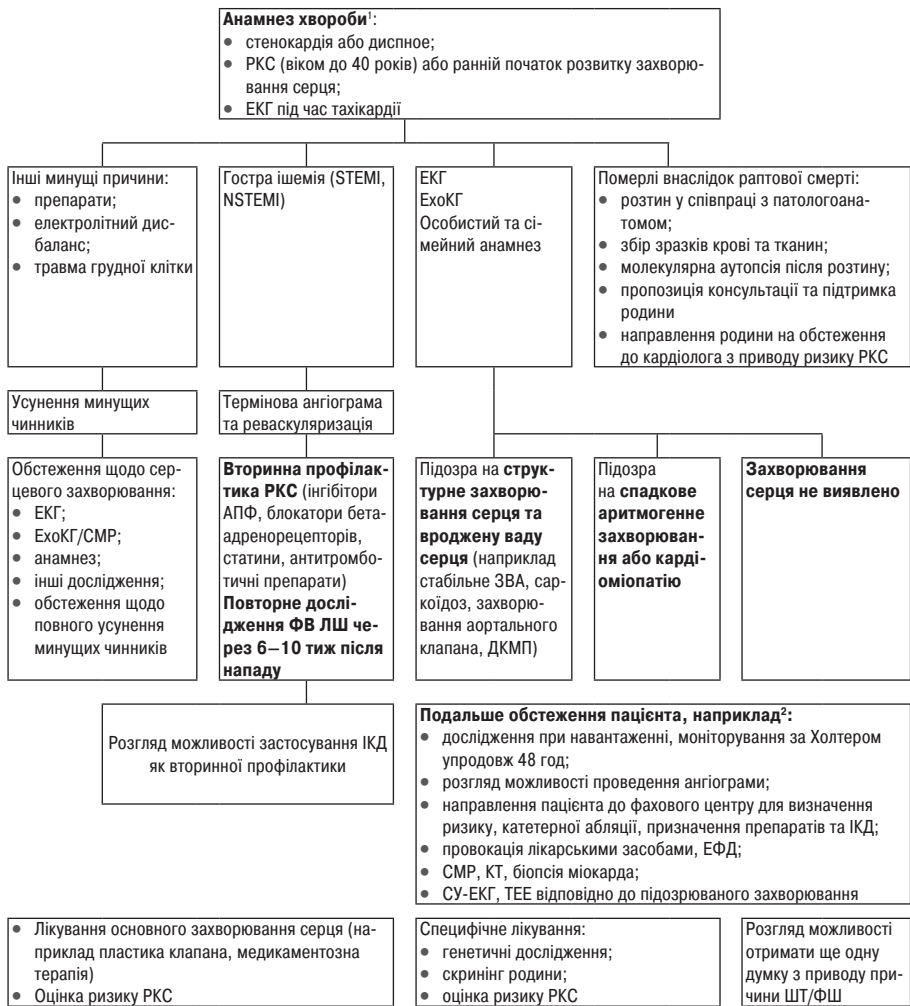 Анамнез хвороби¹:
• стенокардія або диспное;
• РКС (віком до 40 років) або ранній початок розвитку захворю-
вання серця;
• ЕКГ під час тахікардії
Інші минущі причини:
• препарати;
• електролітний дис-
баланс;
• травма грудної клітки
Гостра ішемія (STEMI,
NSTEMI)
ЕКГ
ЕхоКГ
Особистий та сі-
мейний анамнез
Померлі внаслідок раптової смерті:
• розтин у співпраці з патологоана-
томом;
• збір зразків крові та тканин;
• молекулярна аутопсія після розтину;
• пропозиція консультації та підтримка
родини
• направлення родини на обстеження
до кардіолога з приводу ризику РКС
Усунення минущих
чинників
Термінова ангіограма
та реваскуляризація
Обстеження щодо сер-
цевого захворювання:
• ЕКГ;
• ЕхоКГ/СМР;
• анамнез;
• інші дослідження;
• обстеження щодо
повного усунення
минущих чинників
Вторинна профілак-
тика РКС (інгібітори
АПФ, блокатори бета-
адренорецепторів,
статини, антитромбо-
тичні препарати)
Повторне дослі-
дження ФВ ЛШ че-
рез 6–10 тиж після
нападу
Підозра на струк-
турне захворю-
вання серця та
вроджену ваду
серця (наприклад
стабільне ЗВА, сар-
коїдоз, захворю-
вання аортального
клапана, ДКМП)
Підозра
на спадкове
аритмогенне
захворюван-
ня або карді-
оміопатію
Захворювання
серця не виявлено
Розгляд можливості застосування ІКД
як вторинної профілактики
Подальше обстеження пацієнта, наприклад²:
• дослідження при навантаженні, моніторування за Холтером
упродовж 48 год;
• розгляд можливості проведення ангіограми;
• направлення пацієнта до фахового центру для визначення
ризику, катетерної абляції, призначення препаратів та ІКД;
• провокація лікарськими засобами, ЕФД;
• СМР, КТ, біопсія міокарда;
• СУ-ЕКГ, ТЕЕ відповідно до підозрюваного захворювання
• Лікування основного захворювання серця (на-
приклад пластика клапана, медикаментозна
терапія)
• Оцінка ризику РКС
Специфічне лікування:
• генетичні дослідження;
• скринінг родини;
• оцінка ризику РКС
Розгляд можливості
отримати ще одну
думку з приводу при-
чини ШТ/ФШ